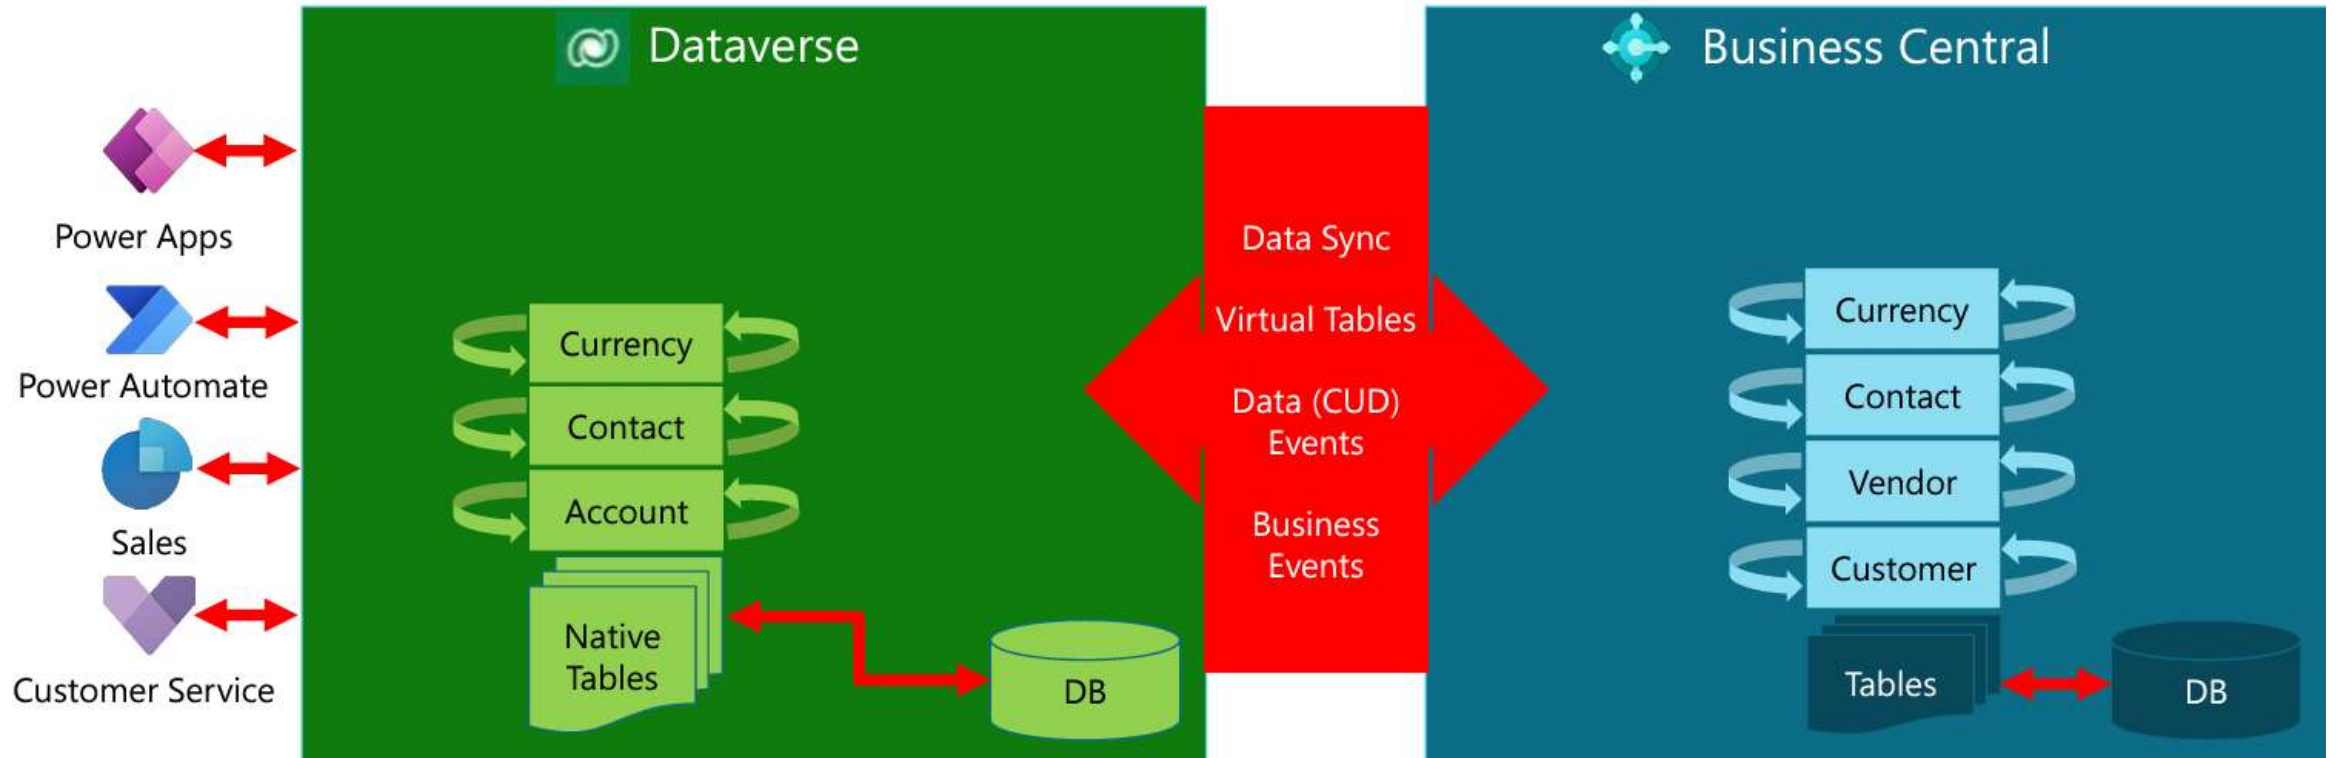 Dataverse
Business Central
Power Apps
Power Automate
Sales
Customer Service
Currency
Contact
Account
Native
Tables
DB
Data Sync
Virtual Tables
Data (CUD)
Events
Business
Events
Currency
Contact
Vendor
Customer
Tables
DB